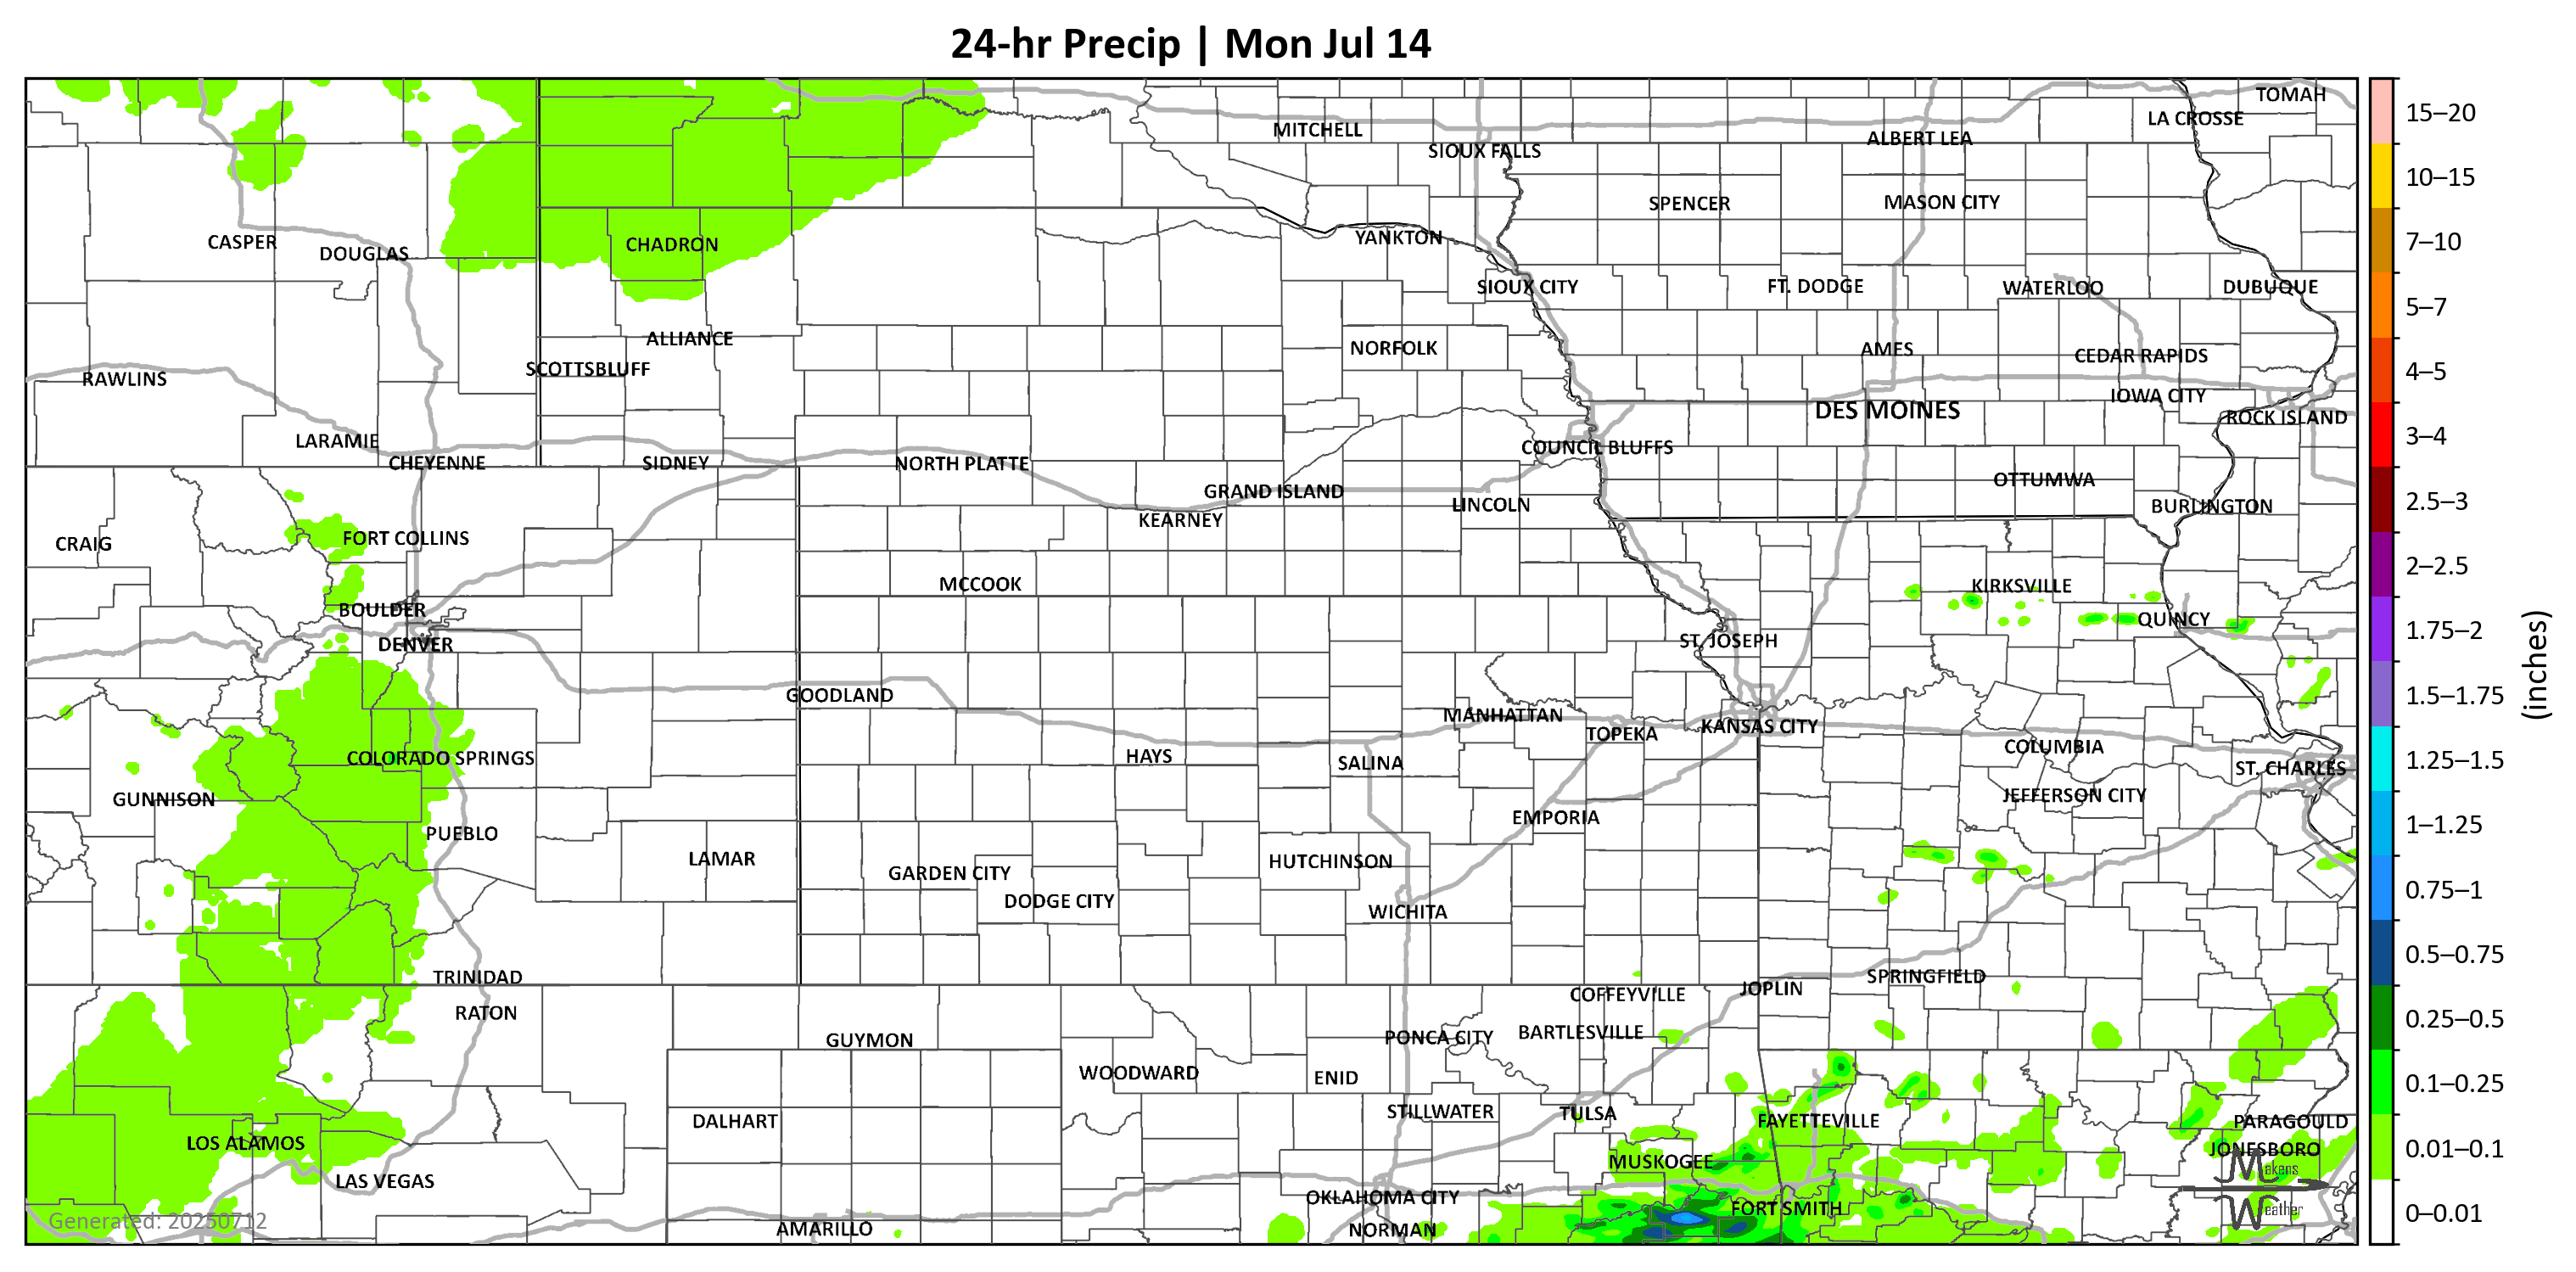 24-hr Precip | Mon Jul 14
TOMAH
LA CROSSE
MITCHELL
ALBERT LEA
SIOUX FALLS
SPENCER
MASON CITY
CASPER
DOUGLAS
CHADRON
YANKTON
SIOUX CITY
FT. DODGE
WATERLOO
DUBUQUE
ALLIANCE
NORFOLK
AMES
CEDAR RAPIDS
SCOTTSBLUFF
RAWLINS
IOWA CITY
DES MOINES
ROCK ISLAND
LARAMIE
COUNCIL BLUFFS
CHEYENNE
SIDNEY
NORTH PLATTE
OTTUMWA
GRAND ISLAND
LINCOLN
BURLINGTON
KEARNEY
CRAIG
FORT COLLINS
MCCOOK
KIRKSVILLE
BOULDER
QUINCY
DENVER
ST. JOSEPH
GOODLAND
MANHATTAN
TOPEKA
KANSAS CITY
COLUMBIA
COLORADO SPRINGS
HAYS
SALINA
ST. CHARLES
GUNNISON
JEFFERSON CITY
EMPORIA
PUEBLO
LAMAR
HUTCHINSON
GARDEN CITY
DODGE CITY
WICHITA
TRINIDAD
SPRINGFIELD
JOPLIN
COFFEYVILLE
RATON
GUYMON
PONCA CITY
BARTLESVILLE
WOODWARD
ENID
DALHART
STILLWATER
TULSA
FAYETTEVILLE
PARAGOULD
LOS ALAMOS
JONESBORO
MUSKOGEE
LAS VEGAS
OKLAHOMA CITY
FORT SMITH
AMARILLO
NORMAN
Generated: 20250712
Makens
Weather
15–20
10–15
7–10
5–7
4–5
3–4
2.5–3
2–2.5
1.75–2
1.5–1.75
1.25–1.5
1–1.25
0.75–1
0.5–0.75
0.25–0.5
0.1–0.25
0.01–0.1
0–0.01
(inches)